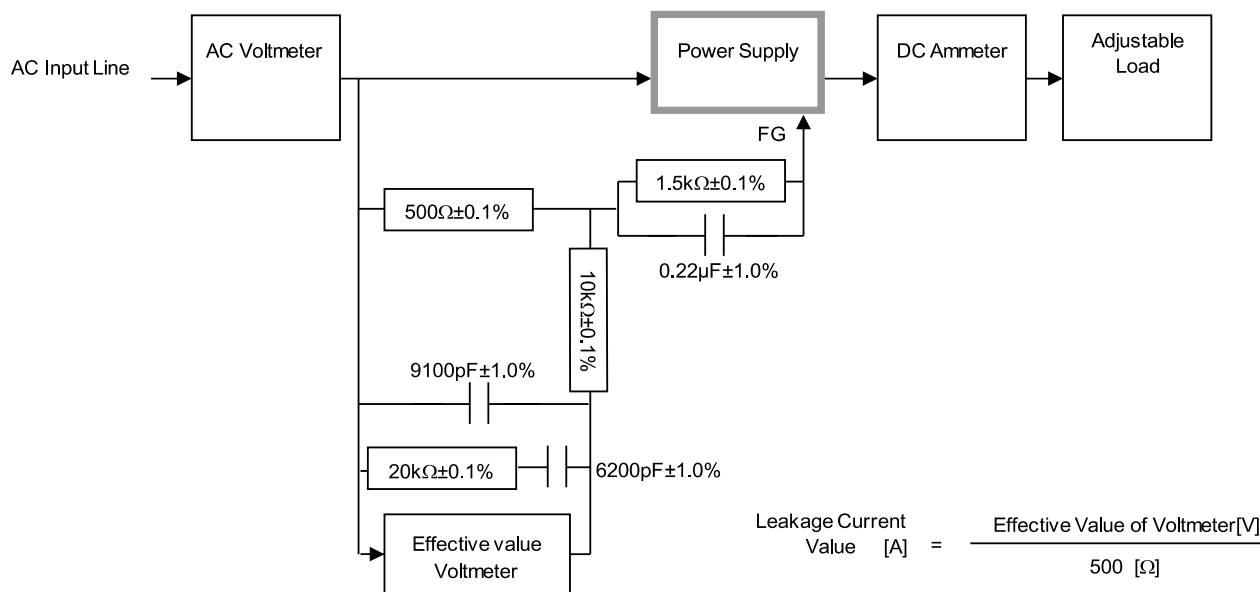 AC Input Line
AC Voltmeter
Power Supply
DC Ammeter
Adjustable
Load
FG
1.5kΩ±0.1%
500Ω±0.1%
0.22µF±1.0%
10kΩ±0.1%
9100pF±1.0%
20kΩ±0.1%
6200pF±1.0%
Effective value
Voltmeter
Leakage Current
Value [A] =
Effective Value of Voltmeter[V]
500 [Ω]